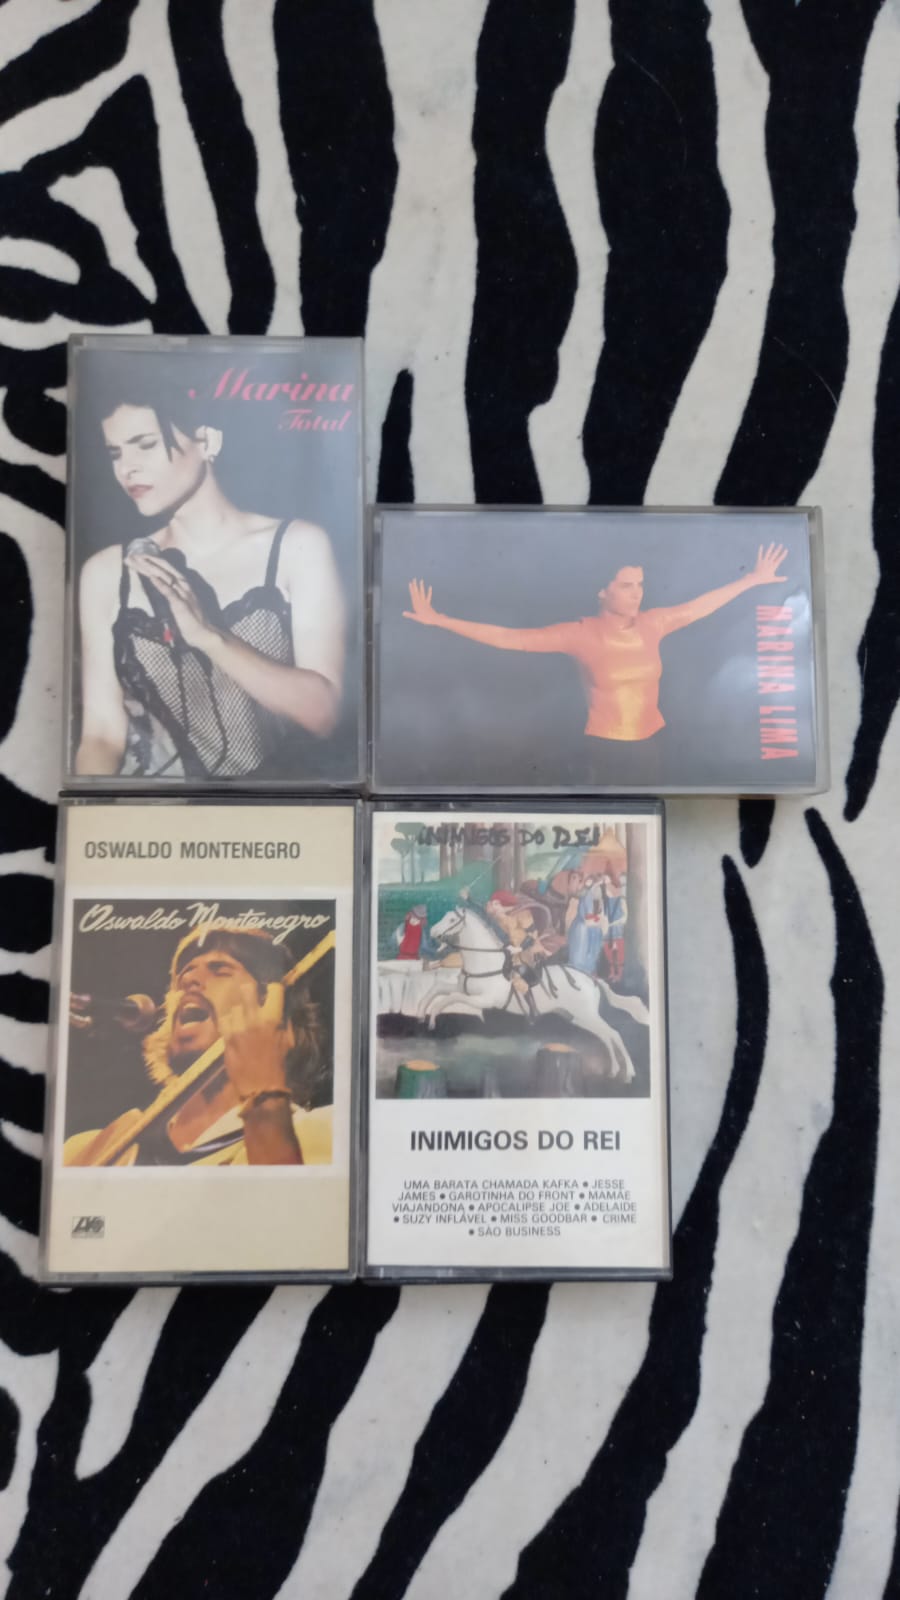 Marina
Total
MARINA LIMA
OSWALDO MONTENEGRO
Oswaldo Montenegro
INIMIGOS DO REI
INIMIGOS DO REI
UMA BARATA CHAMADA KAFKA • JESSE
JAMES • GAROTINHA DO FRONT • MAMÃE
VIAJANDONA • APOCALIPSE JOE • ADELAIDE
• SUZY INFLÁVEL • MISS GOODBAR • CRIME
• SÃO BUSINESS